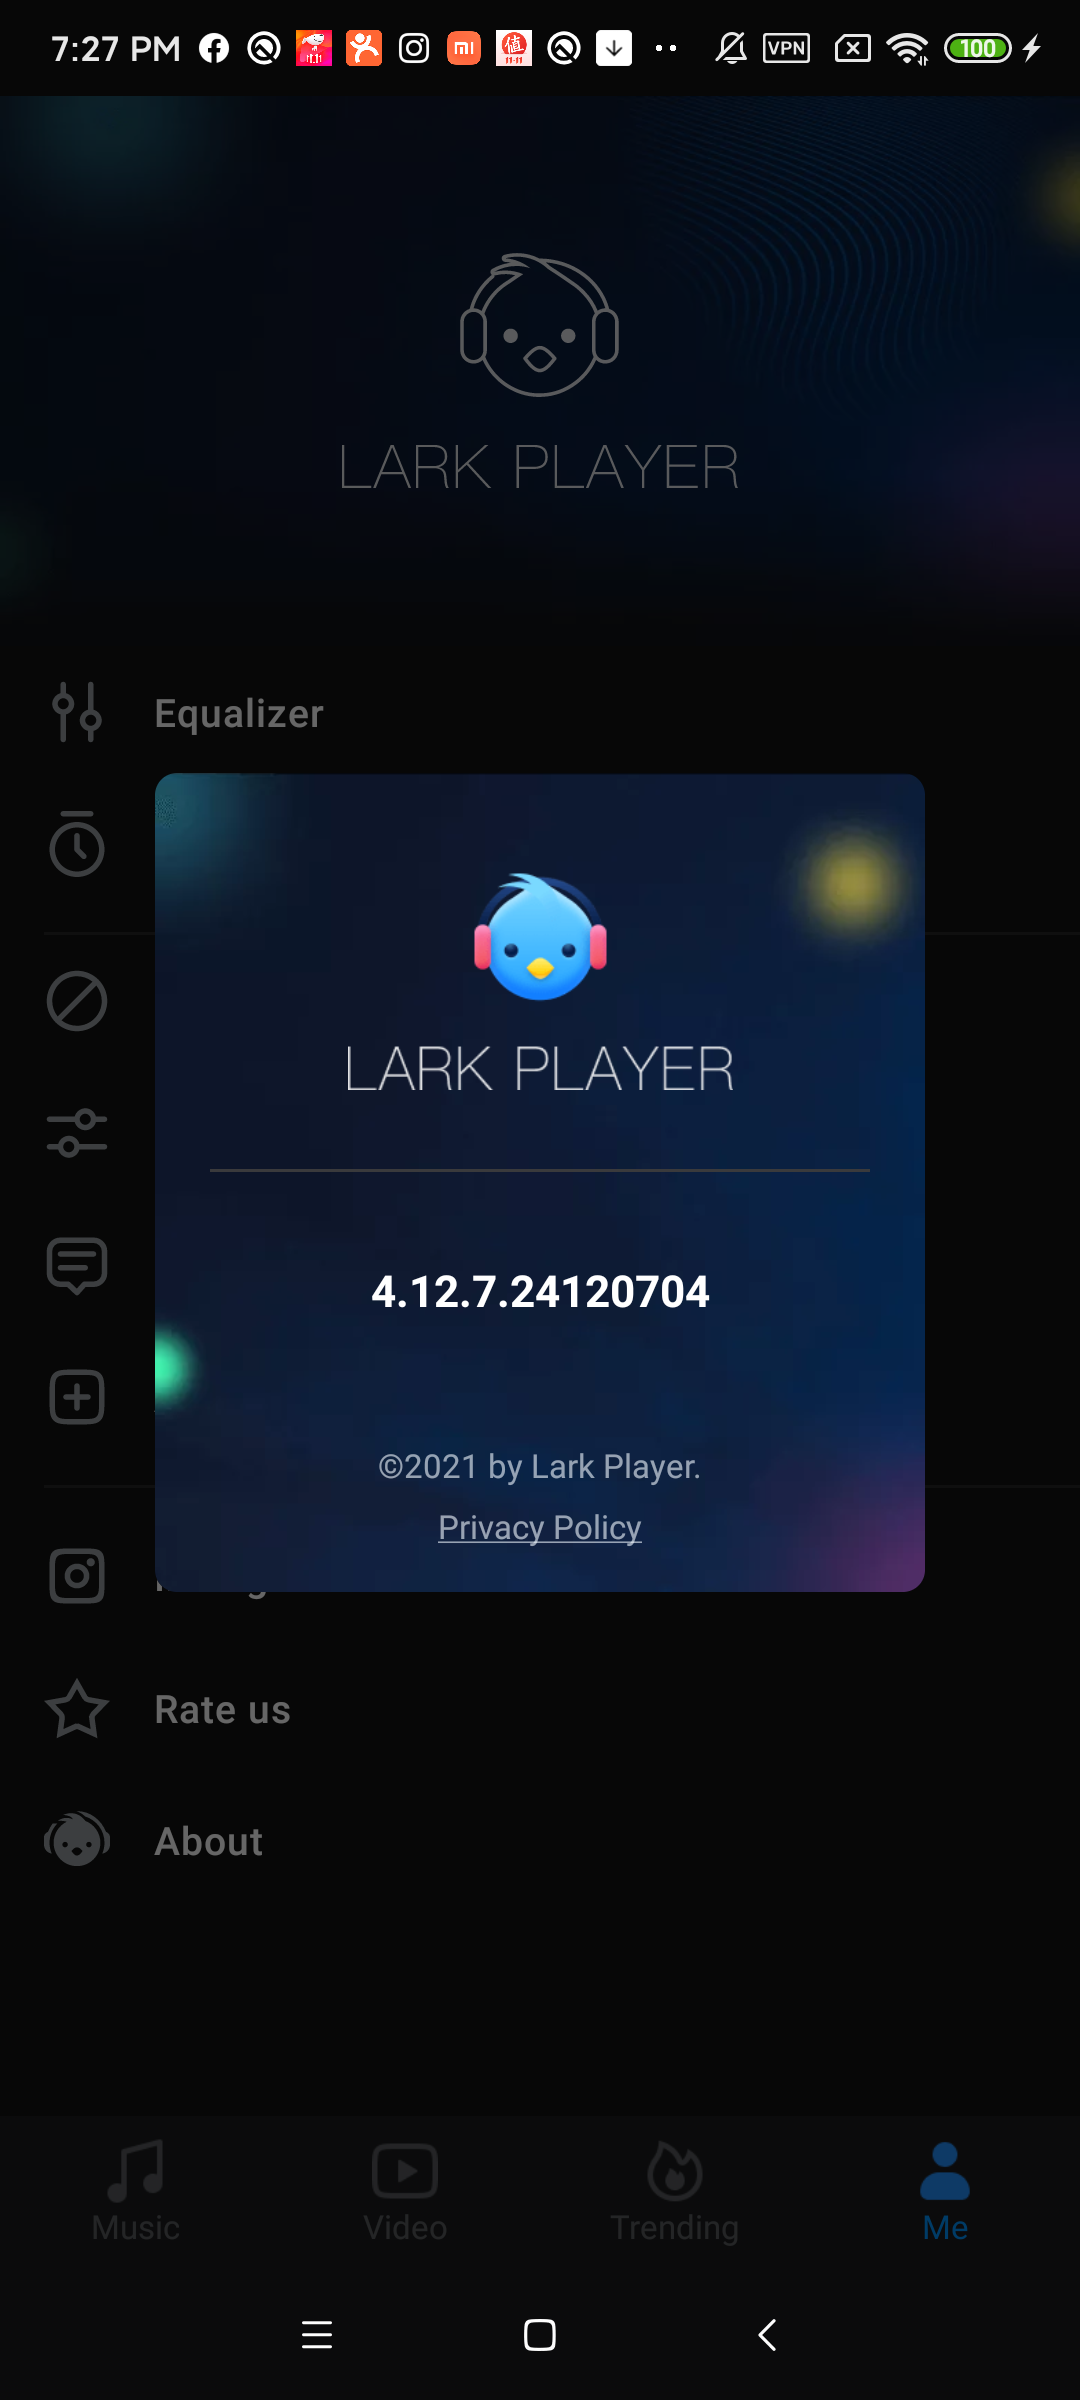 7:27 PM
VPN
100
LARK PLAYER
Equalizer
LARK PLAYER
4.12.7.24120704
©2021 by Lark Player.
Privacy Policy
Rate us
About
Music
Video
Trending
Me